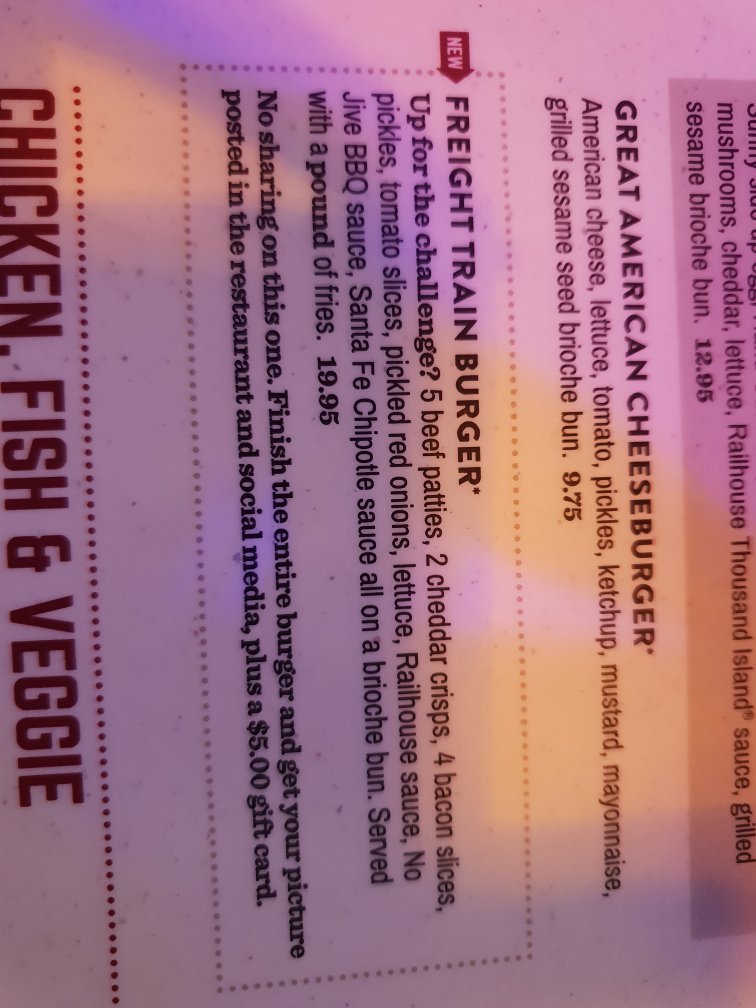 mushrooms, cheddar, lettuce, Railhouse Thousand Island® sauce, grilled
sesame brioche bun. 12.95
GREAT AMERICAN CHEESEBURGER*
American cheese, lettuce, tomato, pickles, ketchup, mustard, mayonnaise,
grilled sesame seed brioche bun. 9.75
NEW
FREIGHT TRAIN BURGER*
Up for the challenge? 5 beef patties, 2 cheddar crisps, 4 bacon slices,
pickles, tomato slices, pickled red onions, lettuce, Railhouse sauce, No
Jive BBQ sauce, Santa Fe Chipotle sauce all on a brioche bun. Served
with a pound of fries. 19.95
No sharing on this one. Finish the entire burger and get your picture
posted in the restaurant and social media, plus a $5.00 gift card.
CHICKEN, FISH & VEGGIE